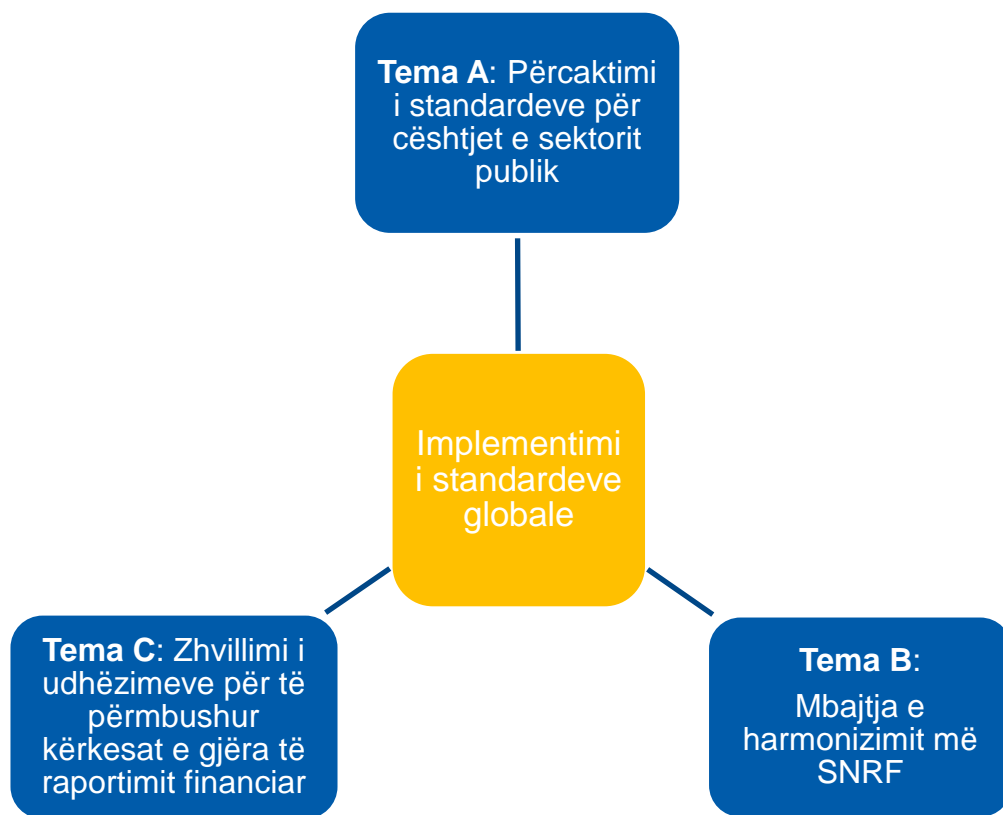 Tema A: Përcaktimi
i standardeve për
cështjet e sektorit
publik
Implementimi
i standardeve
globale
Tema C: Zhvillimi i
udhëzimeve për të
përmbushur
kërkesat e gjëra të
raportimit financiar
Tema B:
Mbajtja e
harmonizimit më
SNRF